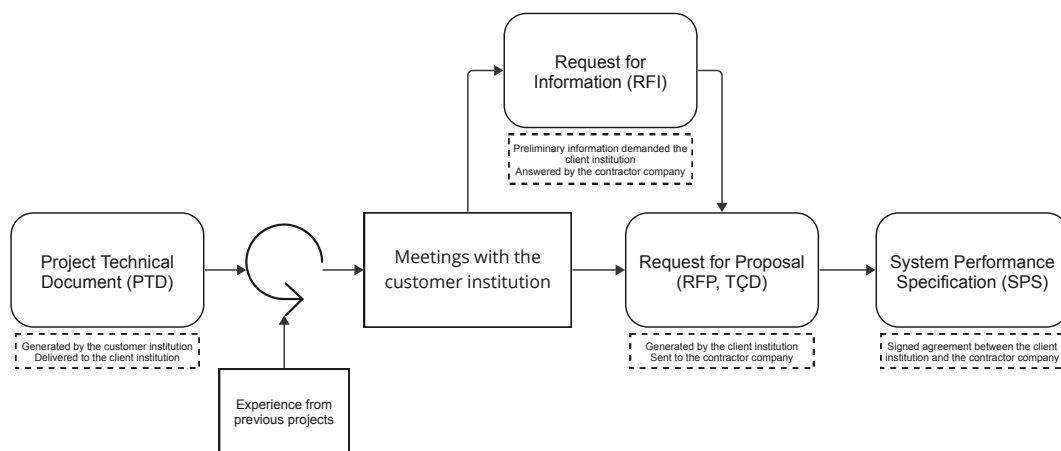 Request for
Information (RFI)
Preliminary information demanded the
client institution
Answered by the contractor company
Project Technical
Document (PTD)
Meetings with the
customer institution
Request for Proposal
(RFP, TÇD)
System Performance
Specification (SPS)
Generated by the customer institution
Delivered to the client institution
Generated by the client institution
Sent to the contractor company
Signed agreement between the client
institution and the contractor company
Experience from
previous projects